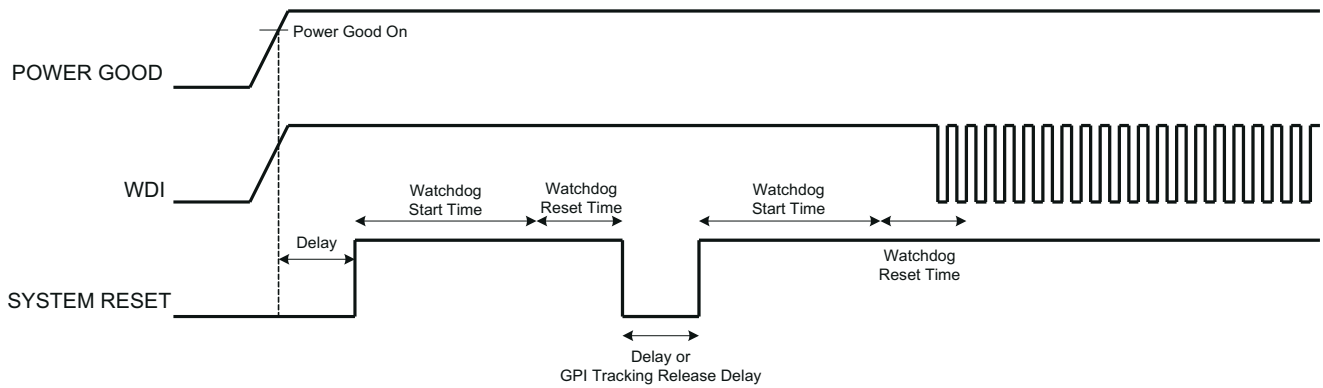 Power Good On
POWER GOOD
WDI
Watchdog
Start Time
Watchdog
Reset Time
Watchdog
Start Time
Delay
Watchdog
Reset Time
SYSTEM RESET
Delay or
GPI Tracking Release Delay